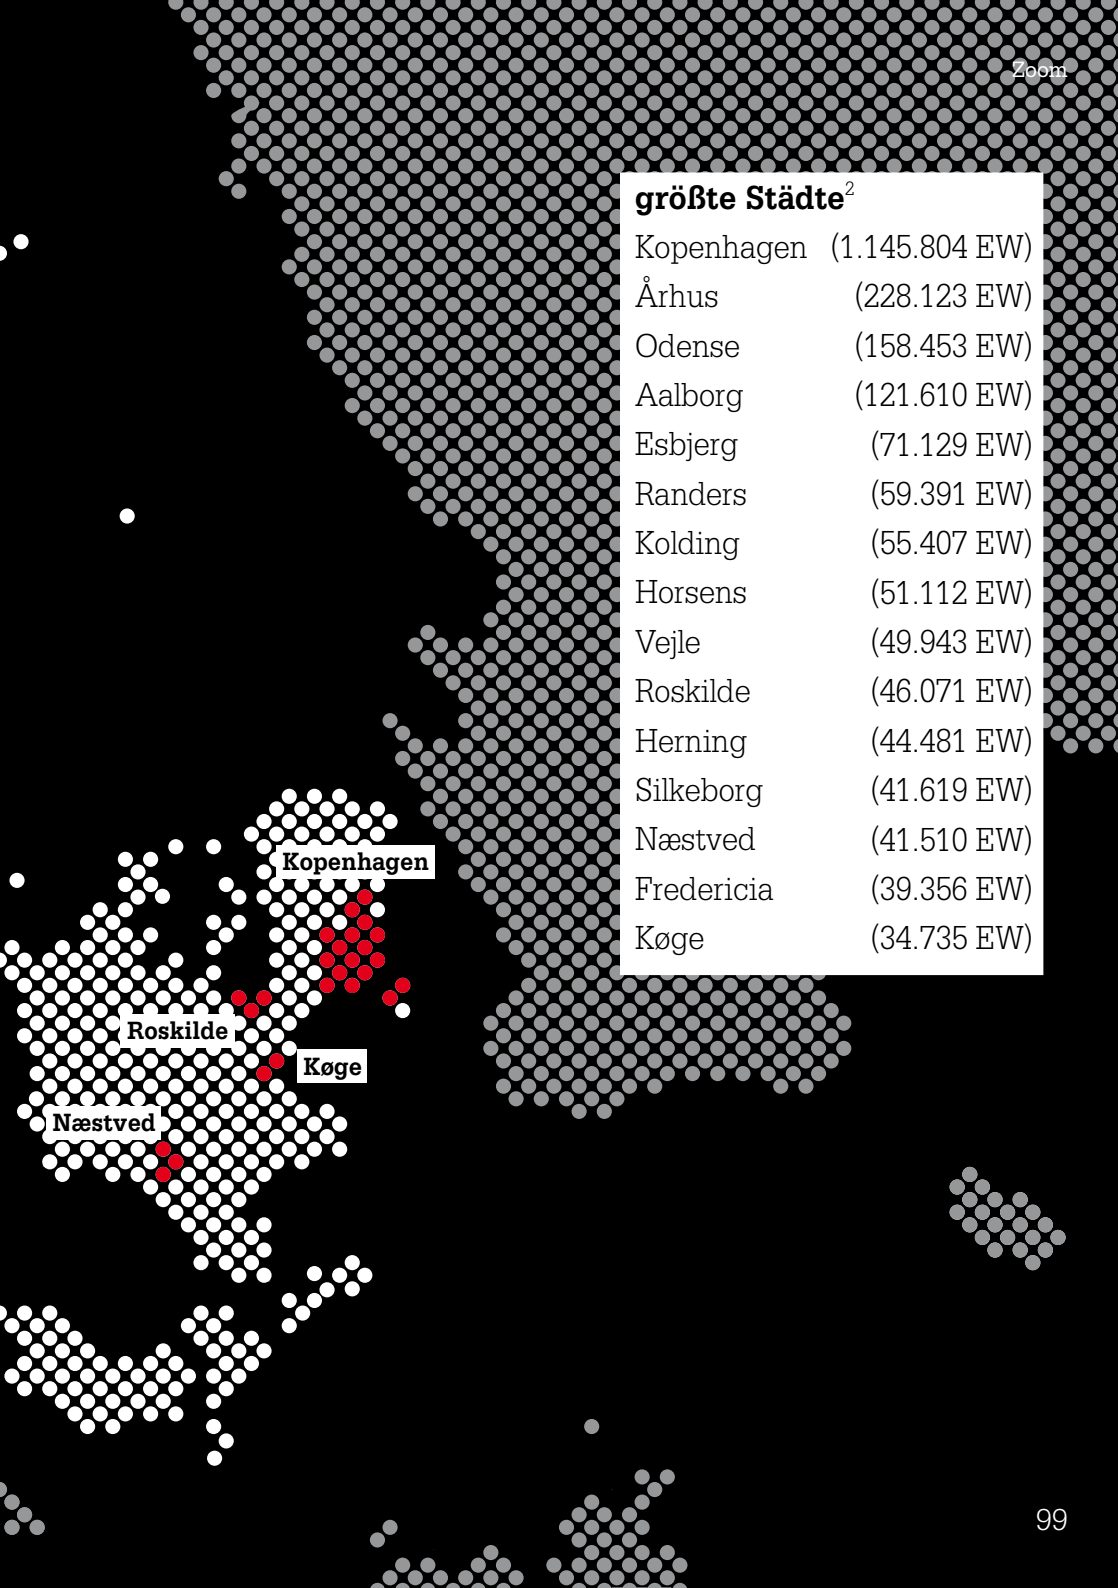 Zoom
größte Städte²
Kopenhagen (1.145.804 EW)
Århus (228.123 EW)
Odense (158.453 EW)
Aalborg (121.610 EW)
Esbjerg (71.129 EW)
Randers (59.391 EW)
Kolding (55.407 EW)
Horsens (51.112 EW)
Vejle (49.943 EW)
Roskilde (46.071 EW)
Herning (44.481 EW)
Silkeborg (41.619 EW)
Næstved (41.510 EW)
Fredericia (39.356 EW)
Køge (34.735 EW)
Kopenhagen
Roskilde
Køge
Næstved
99